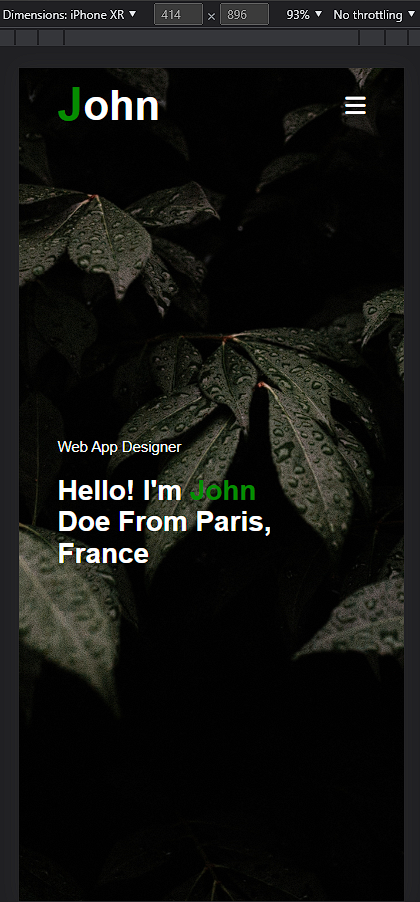 Dimensions: iPhone XR ▼ 414 × 896 93% ▼ No throttling ▼
John
Web App Designer
Hello! I'm John
Doe From Paris,
France